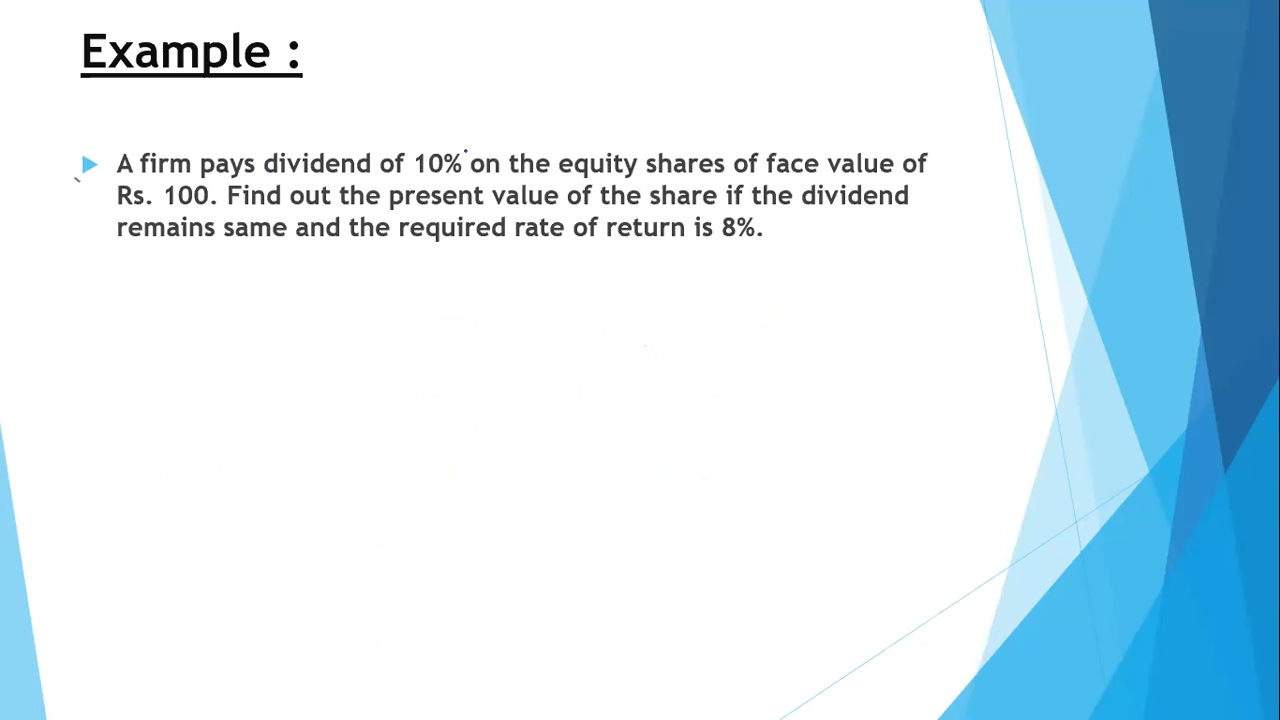 Example :
A firm pays dividend of 10% on the equity shares of face value of
Rs. 100. Find out the present value of the share if the dividend
remains same and the required rate of return is 8%.